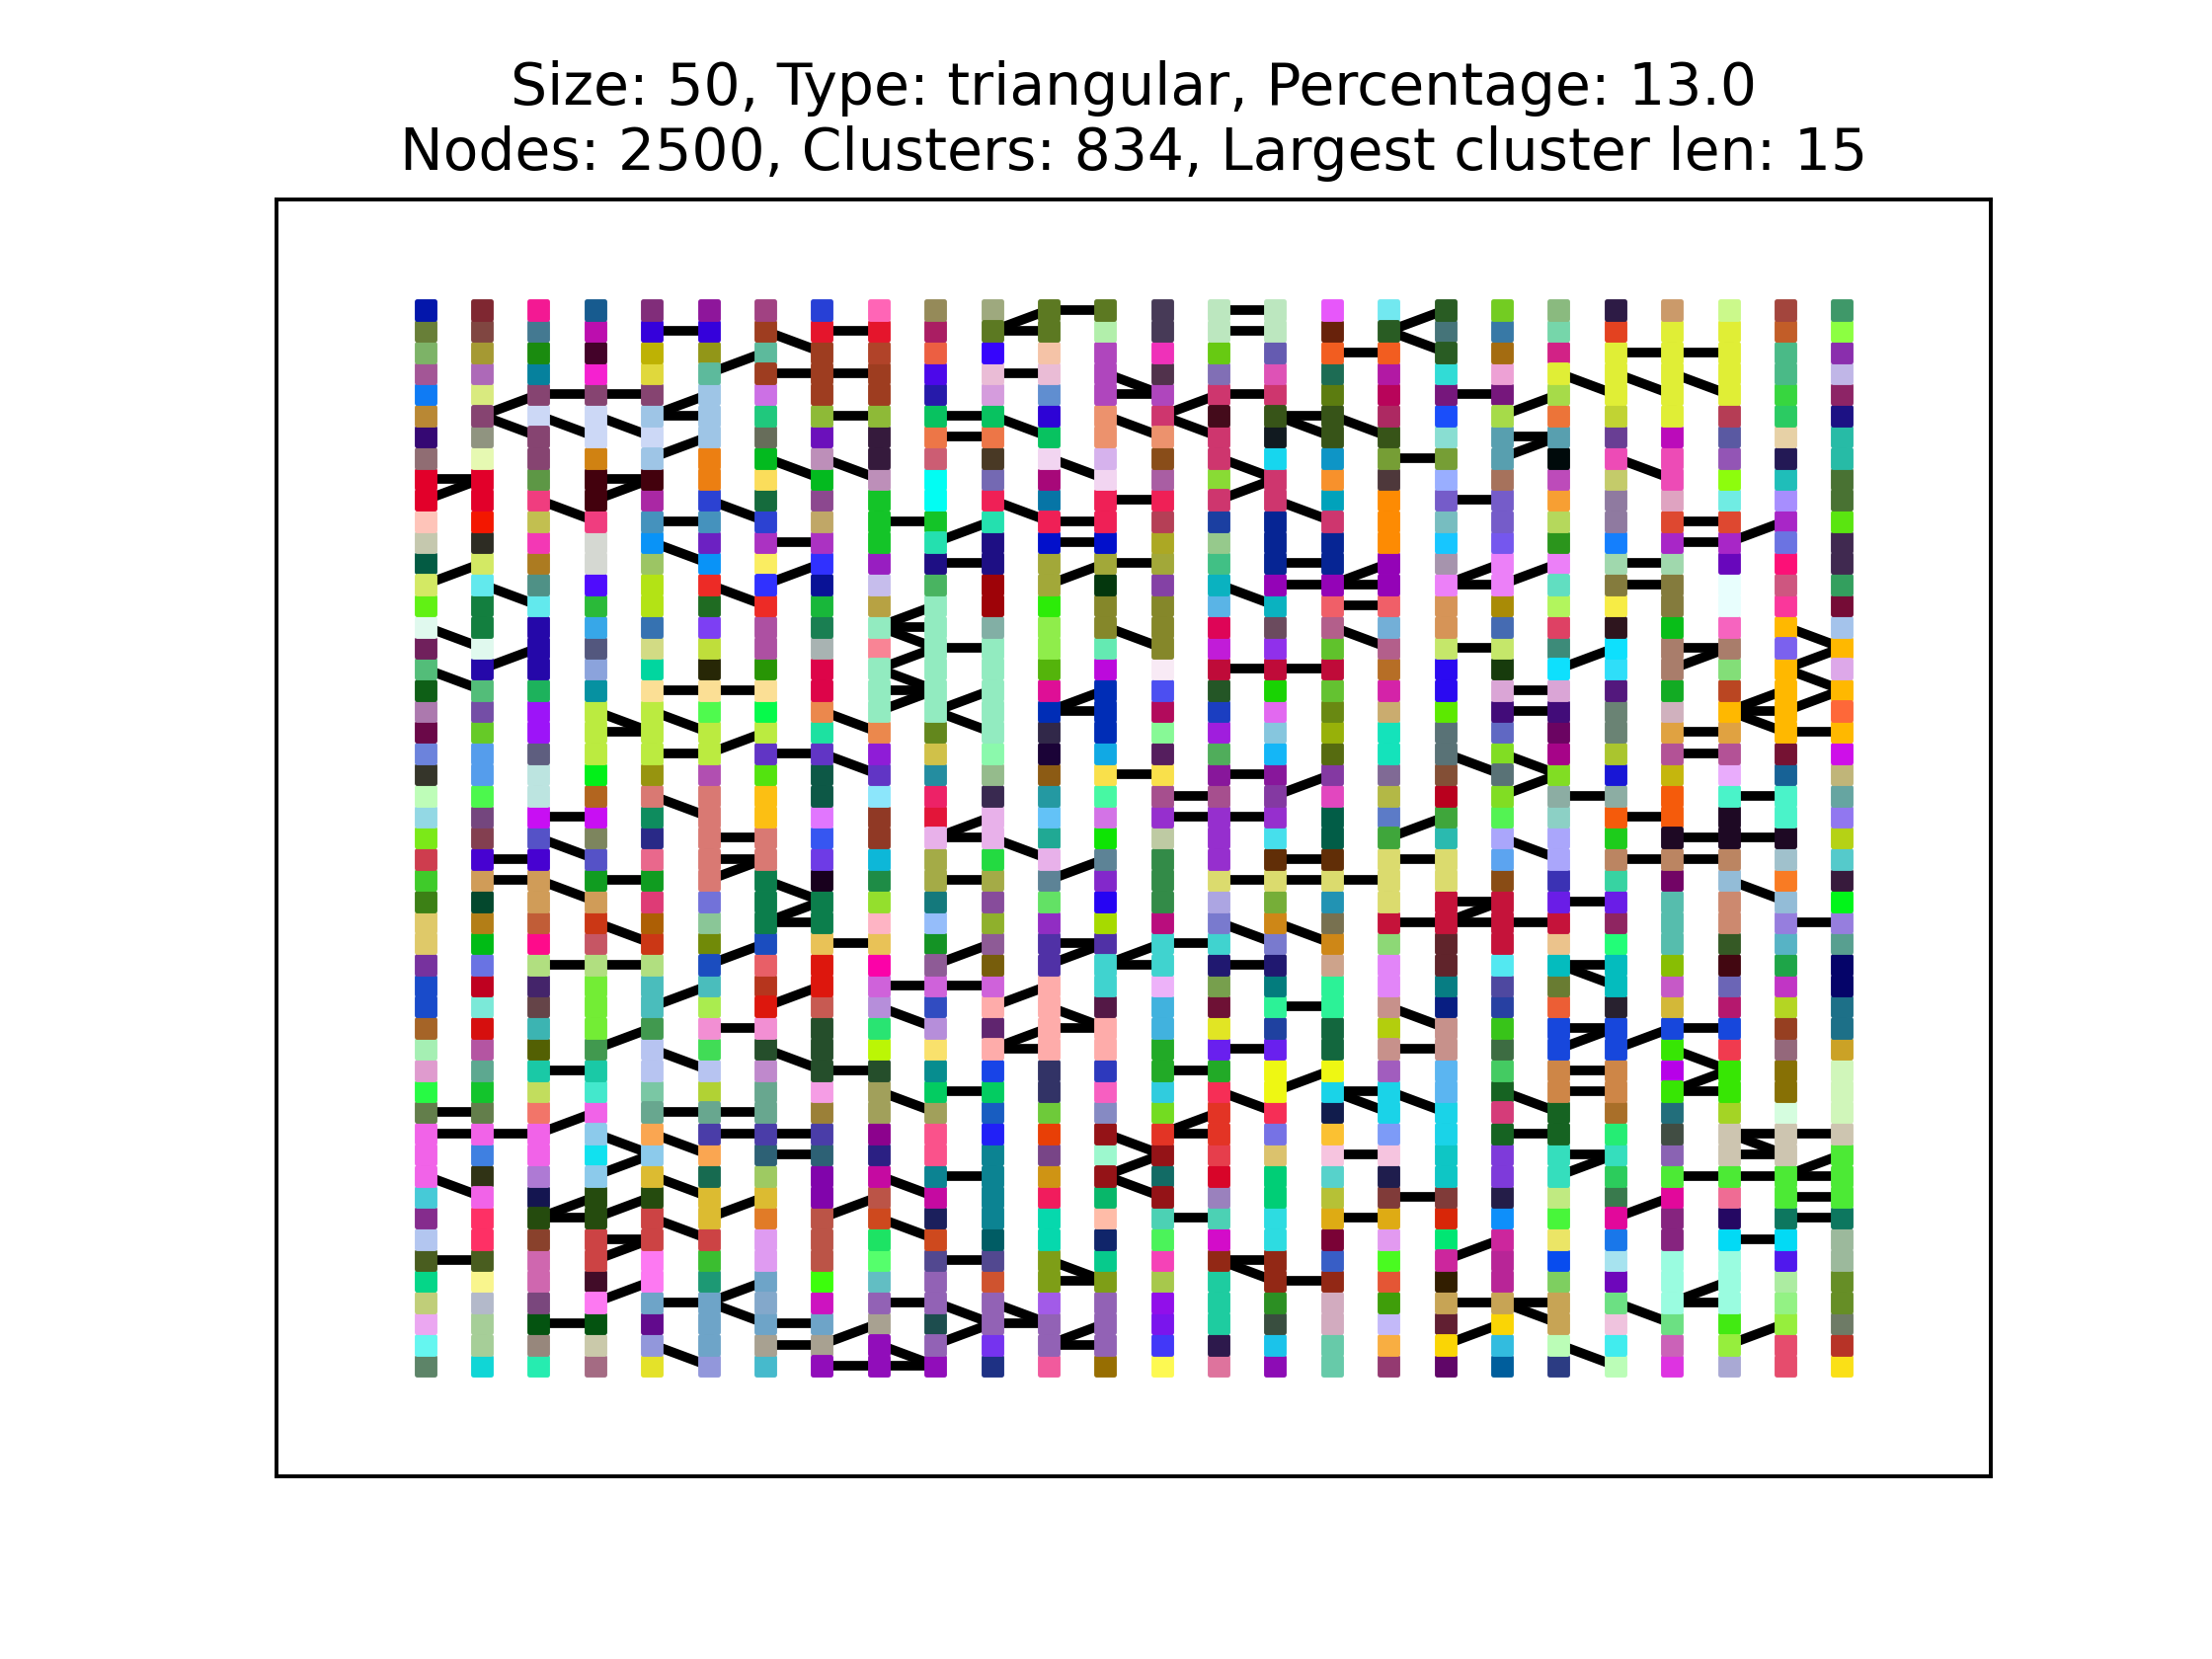 Size: 50, Type: triangular, Percentage: 13.0
Nodes: 2500, Clusters: 834, Largest cluster len: 15